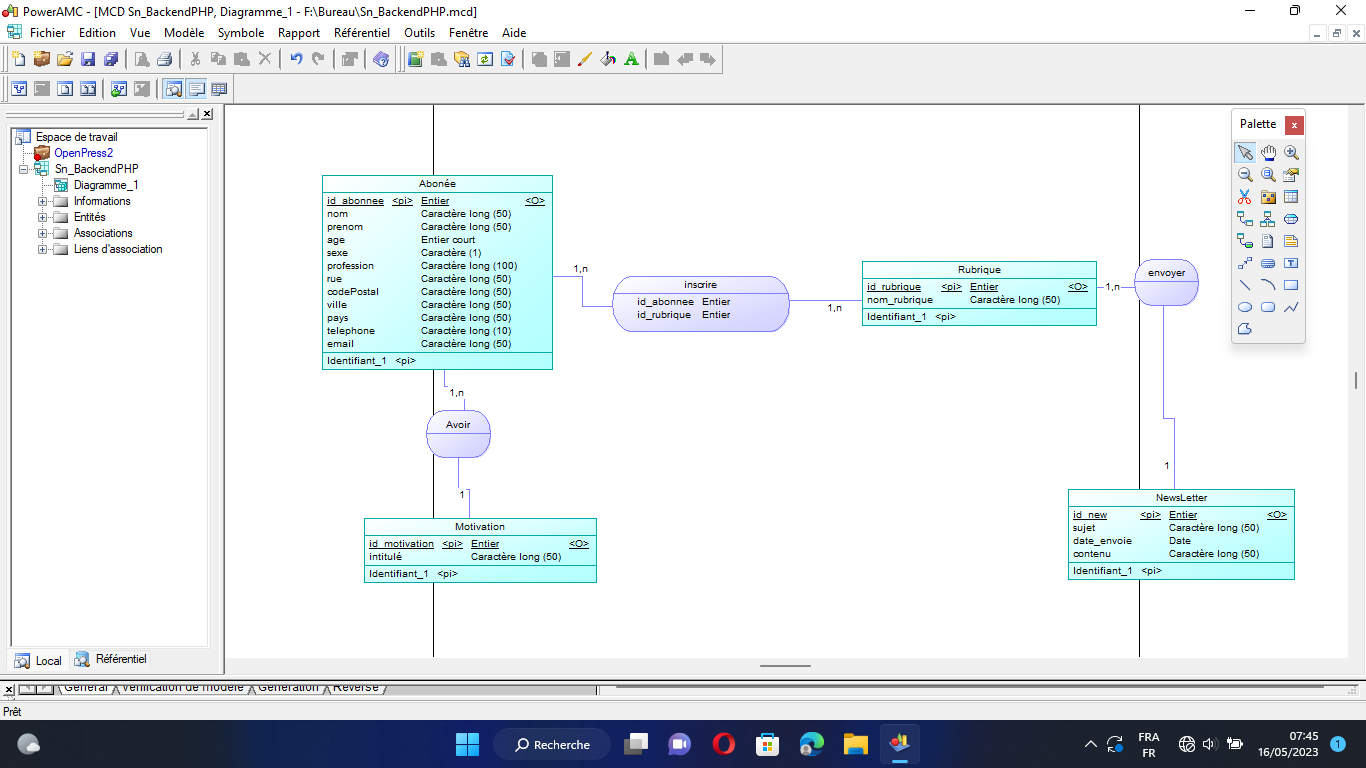 PowerAMC - [MCD Sn_BackendPHP, Diagramme_1 - F:\Bureau\Sn_BackendPHP.mcd]
Fichier Edition Vue Modèle Symbole Rapport Référentiel Outils Fenêtre Aide
Espace de travail
OpenPress2
Sn_BackendPHP
Diagramme_1
Informations
Entités
Associations
Liens d'association
Local Référentiel
Abonée
id_abonnee <pi> Entier <O>
nom Caractère long (50)
prenom Caractère long (50)
age Entier court
sexe Caractère (1)
profession Caractère long (100)
rue Caractère long (50)
codePostal Caractère long (50)
ville Caractère long (50)
pays Caractère long (50)
telephone Caractère long (10)
email Caractère long (50)
Identifiant_1 <pi>
1,n
inscrire
id_abonnee Entier
id_rubrique Entier
1,n
Rubrique
id_rubrique <pi> Entier <O>
nom_rubrique Caractère long (50)
Identifiant_1 <pi>
1,n
envoyer
1
NewsLetter
id_new <pi> Entier <O>
sujet Caractère long (50)
date_envoie Date
contenu Caractère long (50)
Identifiant_1 <pi>
1,n
Avoir
1
Motivation
id_motivation <pi> Entier <O>
intitulé Caractère long (50)
Identifiant_1 <pi>
Palette
Général Vérification de modèle Génération Reverse
Prêt
Recherche
FRA
FR
07:45
16/05/2023
1